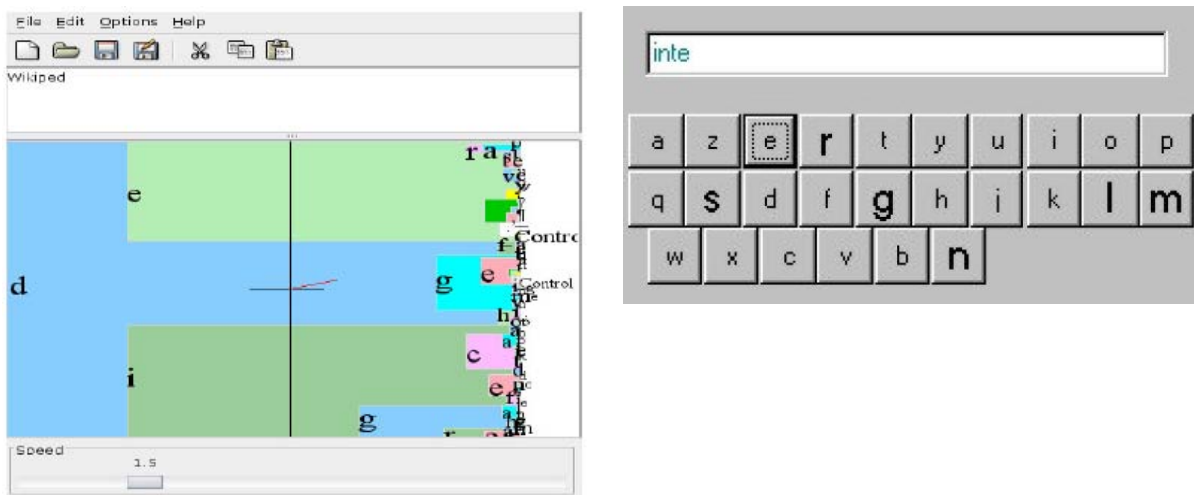 File Edit Options Help
Wikiped
r a
e
Contro
f
d
g e
Control
h
a
c
i
e
g
r
Speed
1.5
inte
a z e r t y u i o p
q s d f g h j k l m
w x c v b n